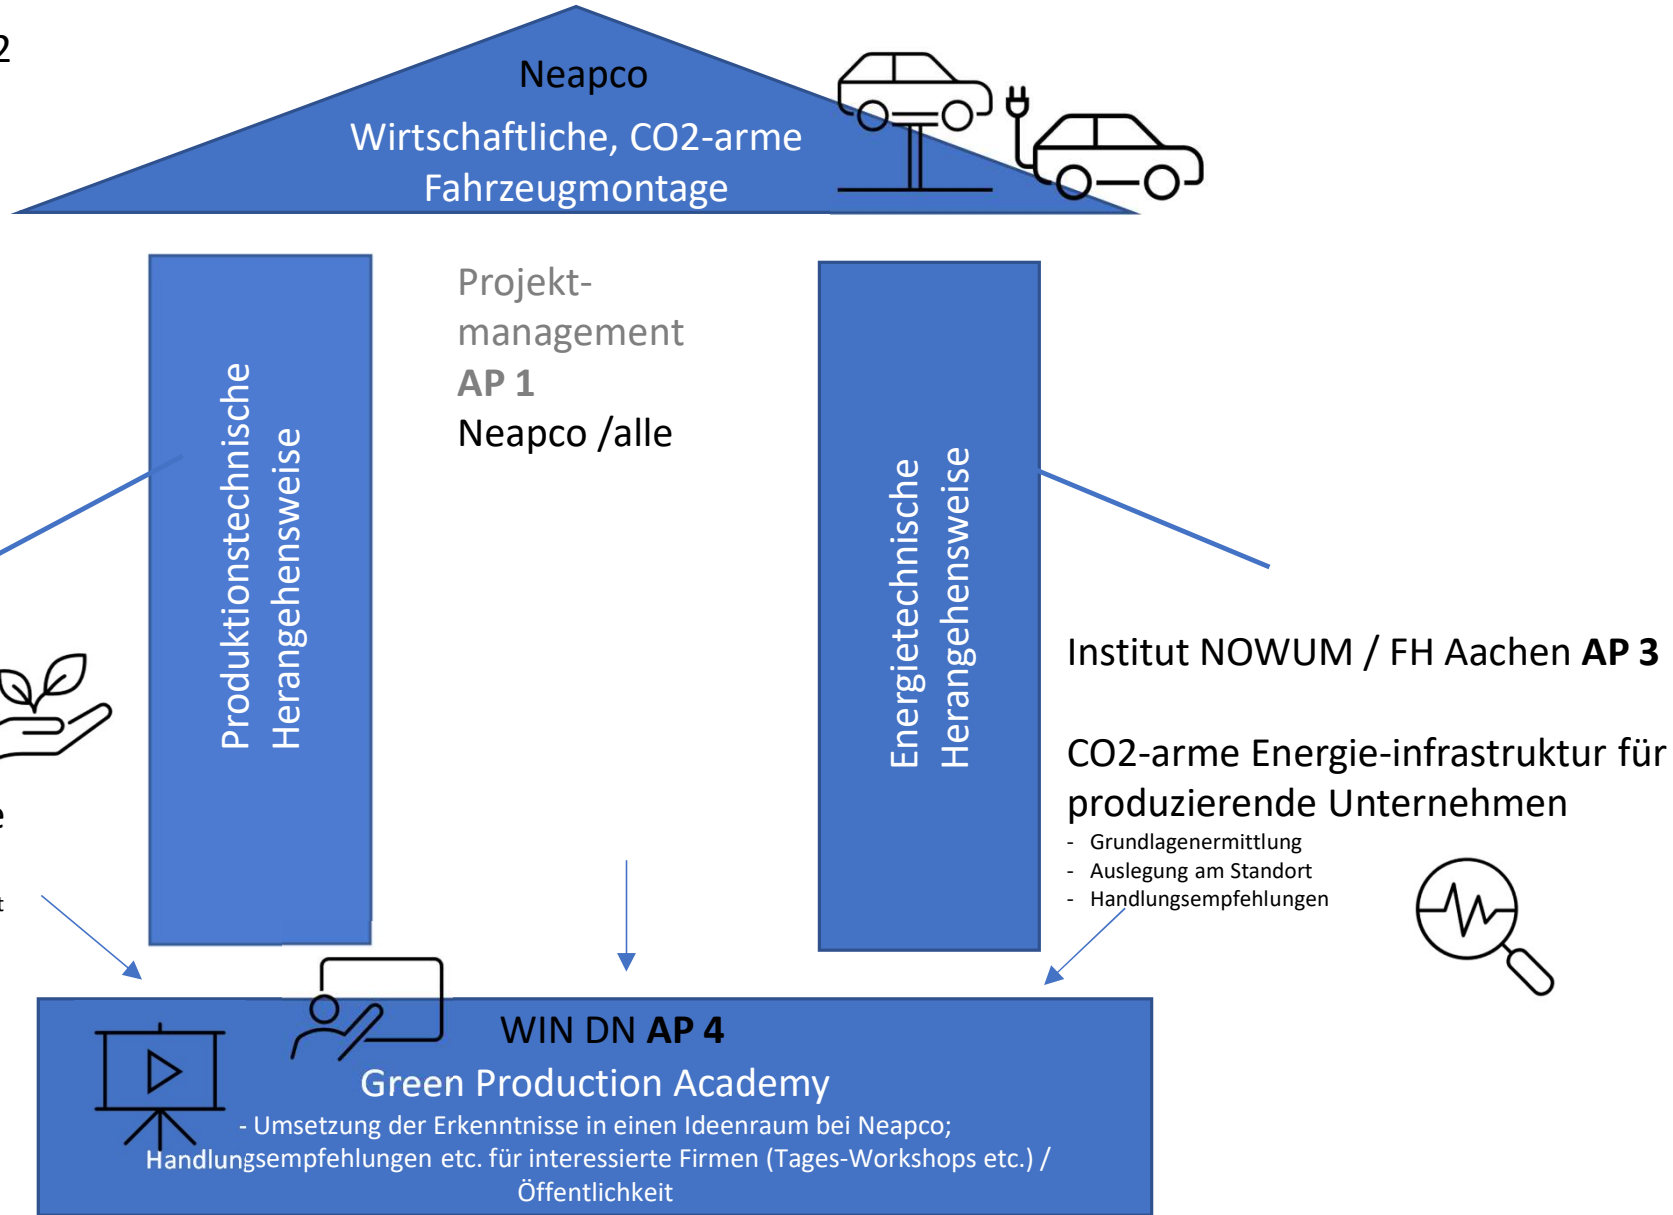 2
Neapco
Wirtschaftliche, CO2-arme
Fahrzeugmontage
Projekt-
management
AP 1
Neapco /alle
Produktionstechnische
Herangehensweise
Energietechnische
Herangehensweise
e
t
Institut NOWUM / FH Aachen AP 3
CO2-arme Energie-infrastruktur für
produzierende Unternehmen
- Grundlagenermittlung
- Auslegung am Standort
- Handlungsempfehlungen
WIN DN AP 4
Green Production Academy
- Umsetzung der Erkenntnisse in einen Ideenraum bei Neapco;
Handlungsempfehlungen etc. für interessierte Firmen (Tages-Workshops etc.) /
Öffentlichkeit